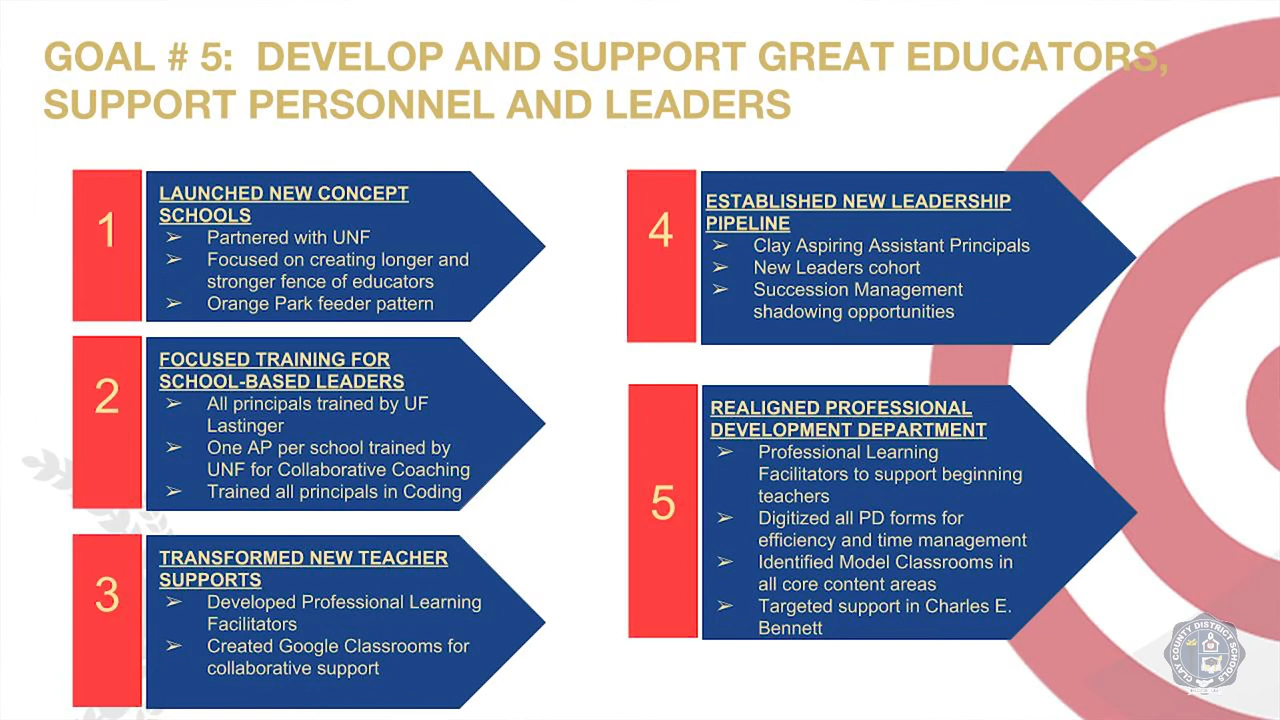 GOAL # 5:  DEVELOP AND SUPPORT GREAT EDUCATORS,
SUPPORT PERSONNEL AND LEADERS
1
LAUNCHED NEW CONCEPT
SCHOOLS
➢ Partnered with UNF
➢ Focused on creating longer and
stronger fence of educators
➢ Orange Park feeder pattern
2
FOCUSED TRAINING FOR
SCHOOL-BASED LEADERS
➢ All principals trained by UF
Lastinger
➢ One AP per school trained by
UNF for Collaborative Coaching
➢ Trained all principals in Coding
3
TRANSFORMED NEW TEACHER
SUPPORTS
➢ Developed Professional Learning
Facilitators
➢ Created Google Classrooms for
collaborative support
4
ESTABLISHED NEW LEADERSHIP
PIPELINE
➢ Clay Aspiring Assistant Principals
➢ New Leaders cohort
➢ Succession Management
shadowing opportunities
5
REALIGNED PROFESSIONAL
DEVELOPMENT DEPARTMENT
➢ Professional Learning
Facilitators to support beginning
teachers
➢ Digitized all PD forms for
efficiency and time management
➢ Identified Model Classrooms in
all core content areas
➢ Targeted support in Charles E.
Bennett
CLAY COUNTY DISTRICT SCHOOLS